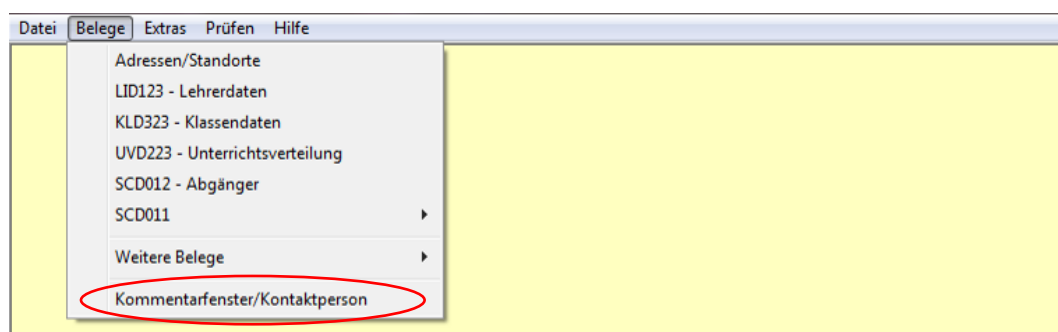 Datei Belege Extras Prüfen Hilfe
Adressen/Standorte
LID123 - Lehrerdaten
KLD323 - Klassendaten
UVD223 - Unterrichtsverteilung
SCD012 - Abgänger
SCD011
Weitere Belege
Kommentarfenster/Kontaktperson